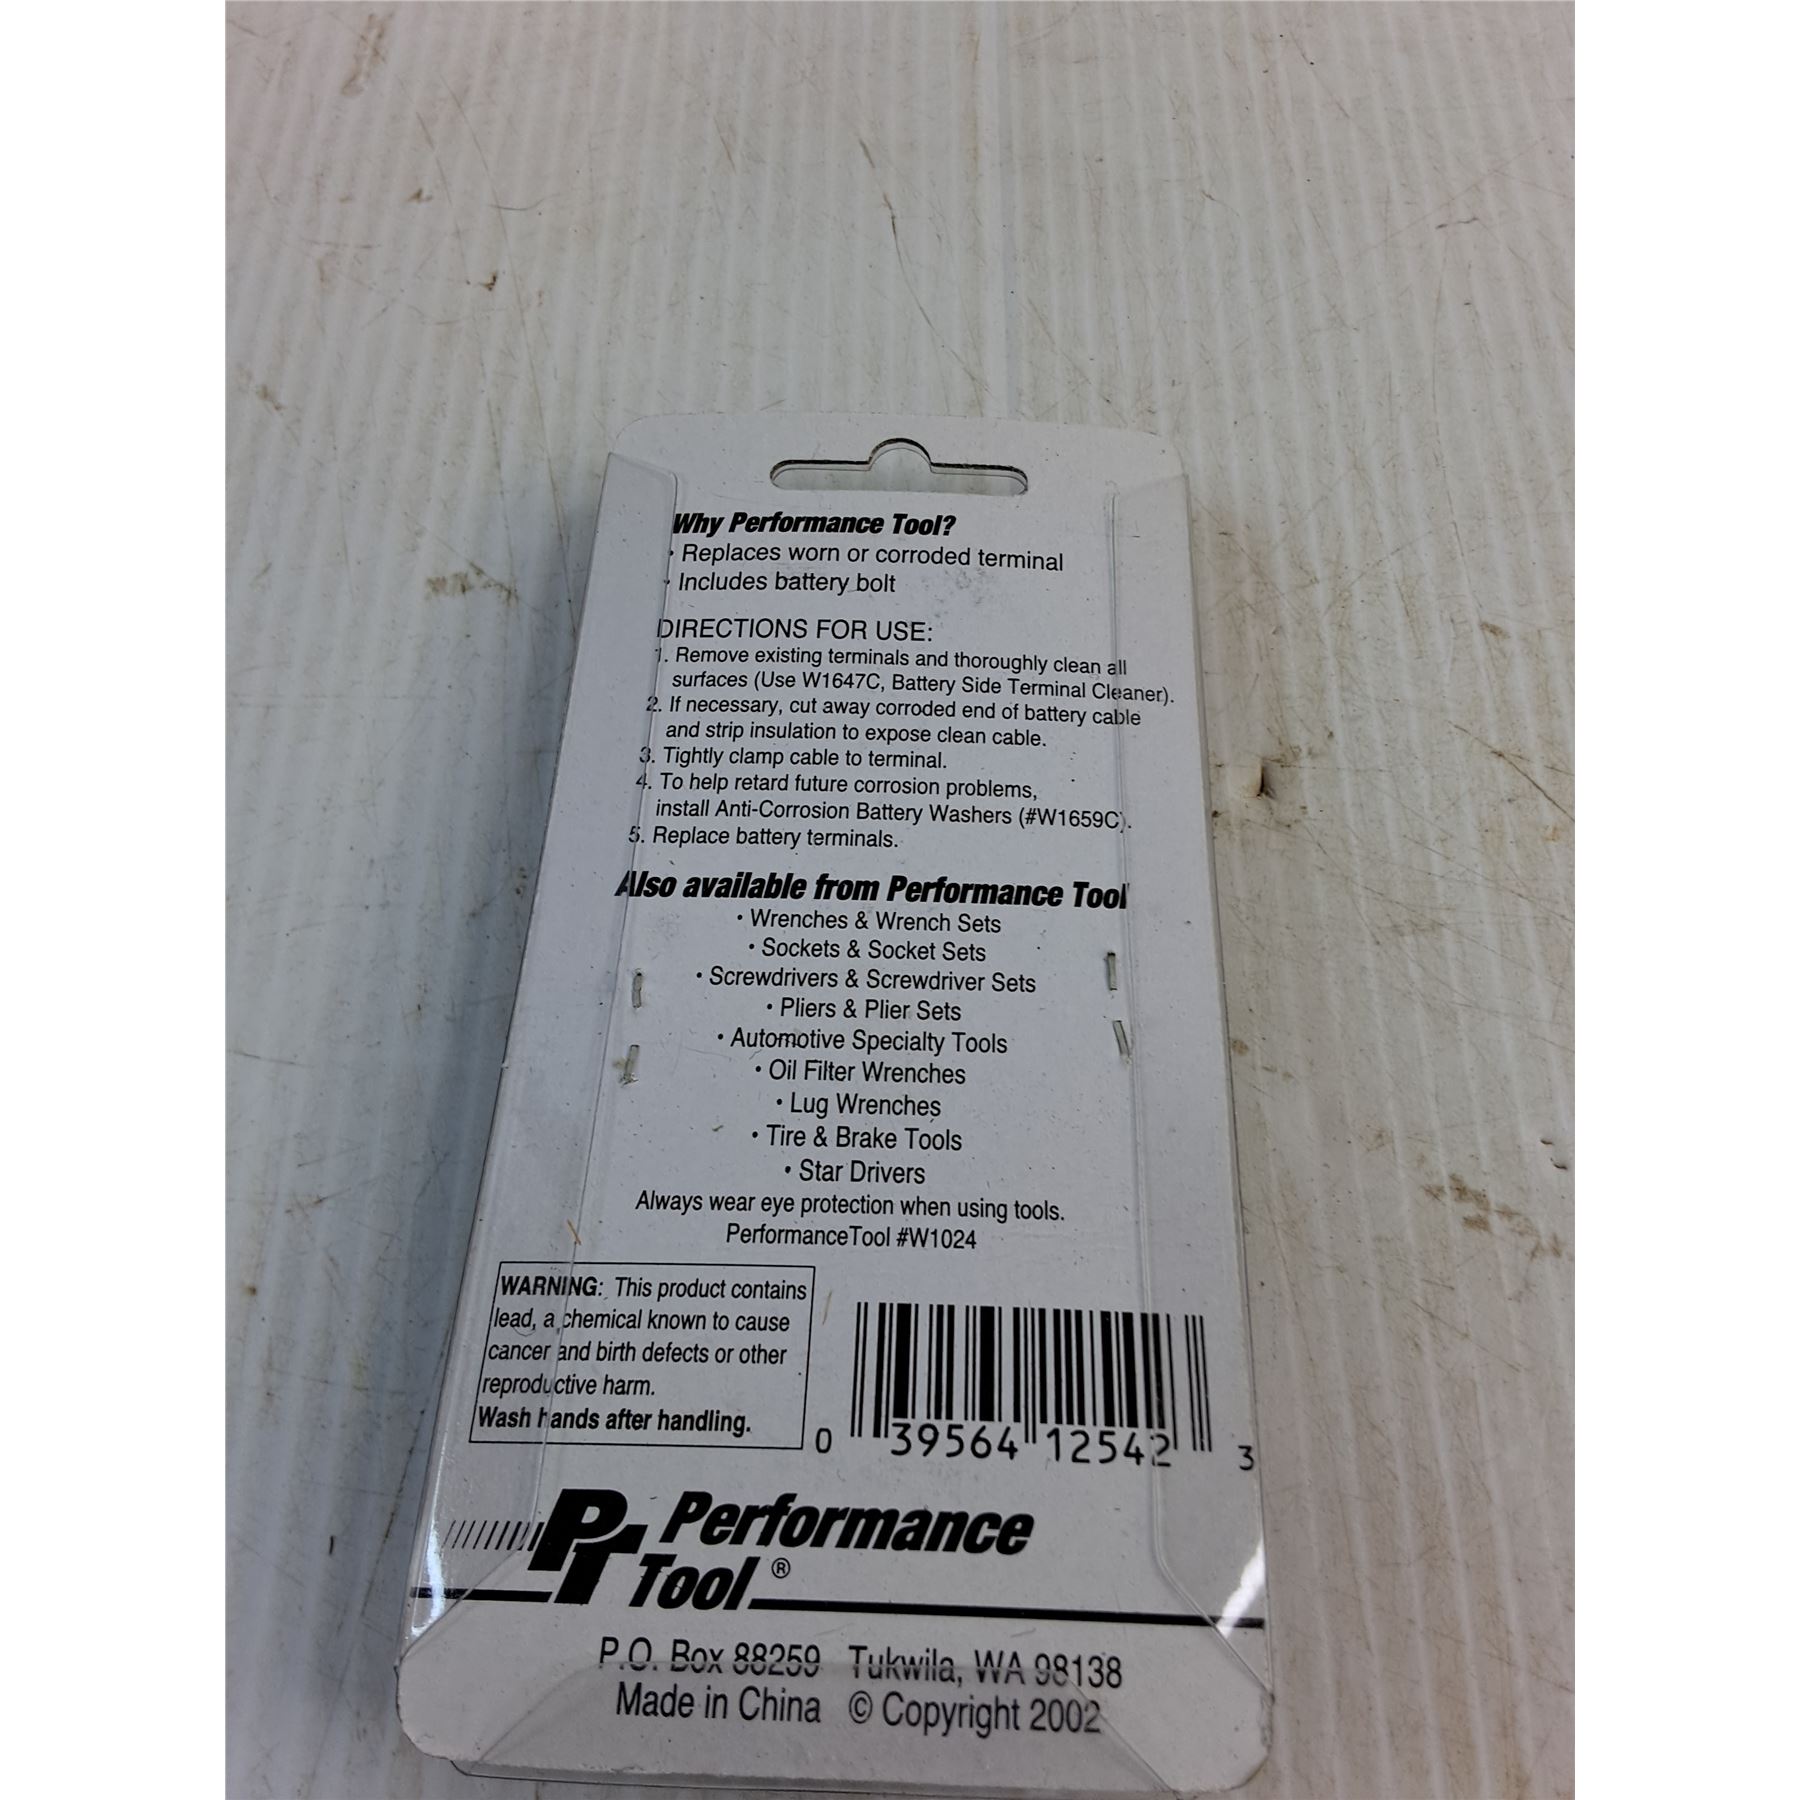 Why Performance Tool?
• Replaces worn or corroded terminal
• Includes battery bolt
DIRECTIONS FOR USE:
1. Remove existing terminals and thoroughly clean all
surfaces (Use W1647C, Battery Side Terminal Cleaner).
2. If necessary, cut away corroded end of battery cable
and strip insulation to expose clean cable.
3. Tightly clamp cable to terminal.
4. To help retard future corrosion problems,
install Anti-Corrosion Battery Washers (#W1659C).
5. Replace battery terminals.
Also available from Performance Tool
• Wrenches & Wrench Sets
• Sockets & Socket Sets
• Screwdrivers & Screwdriver Sets
• Pliers & Plier Sets
• Automotive Specialty Tools
• Oil Filter Wrenches
• Lug Wrenches
• Tire & Brake Tools
• Star Drivers
Always wear eye protection when using tools.
PerformanceTool #W1024
WARNING: This product contains
lead, a chemical known to cause
cancer and birth defects or other
reproductive harm.
Wash hands after handling.
0 39564 12542 3
PT Performance
Tool®
P.O. Box 88259 Tukwila, WA 98138
Made in China © Copyright 2002